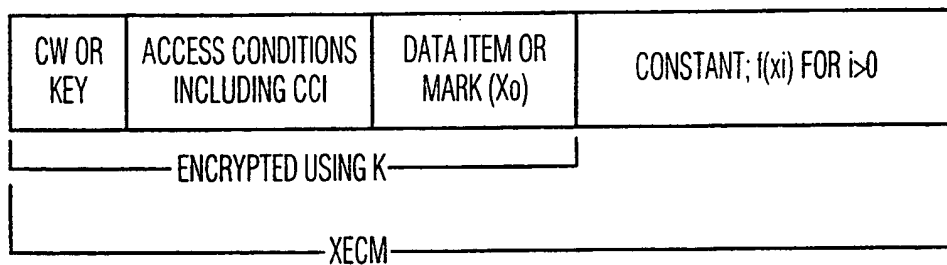 CW OR
KEY
ACCESS CONDITIONS
INCLUDING CCI
DATA ITEM OR
MARK (Xo)
CONSTANT; f(xi) FOR i>0
ENCRYPTED USING K
XECM